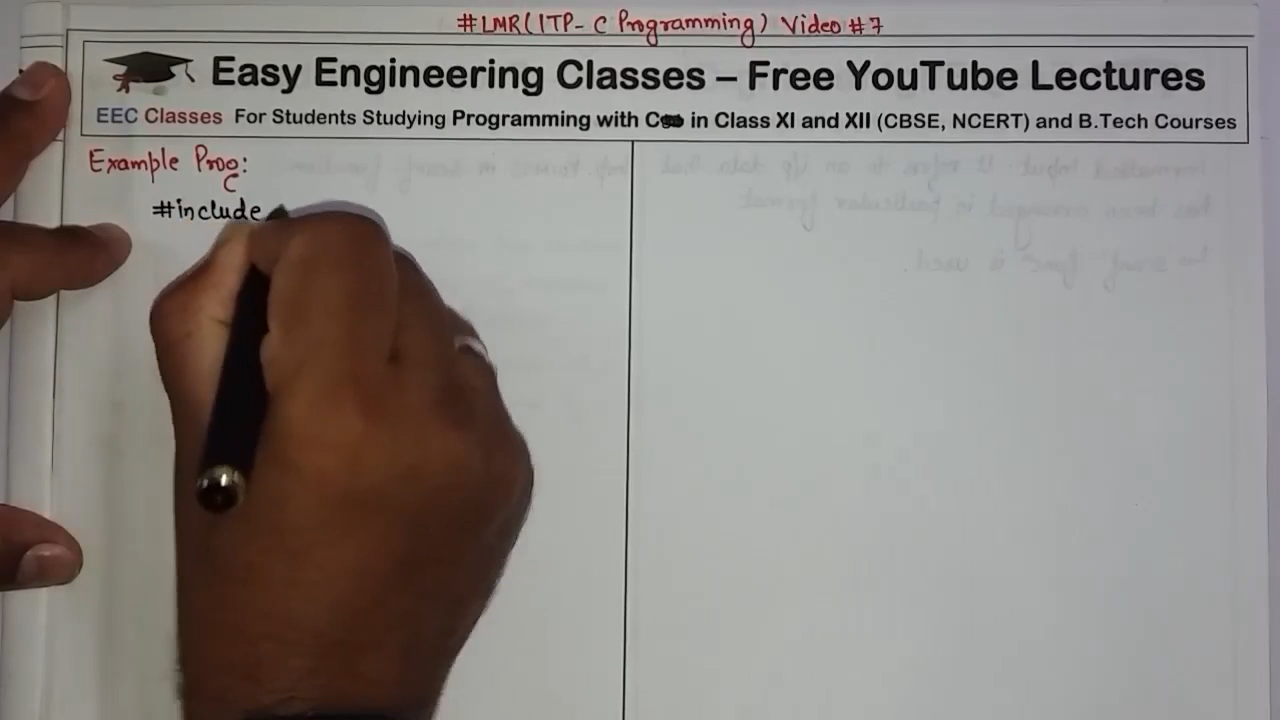 #LMR(ITP- C Programming) Video #7
Easy Engineering Classes – Free YouTube Lectures
EEC Classes For Students Studying Programming with C in Class XI and XII (CBSE, NCERT) and B.Tech Courses
Example Prog:
#include